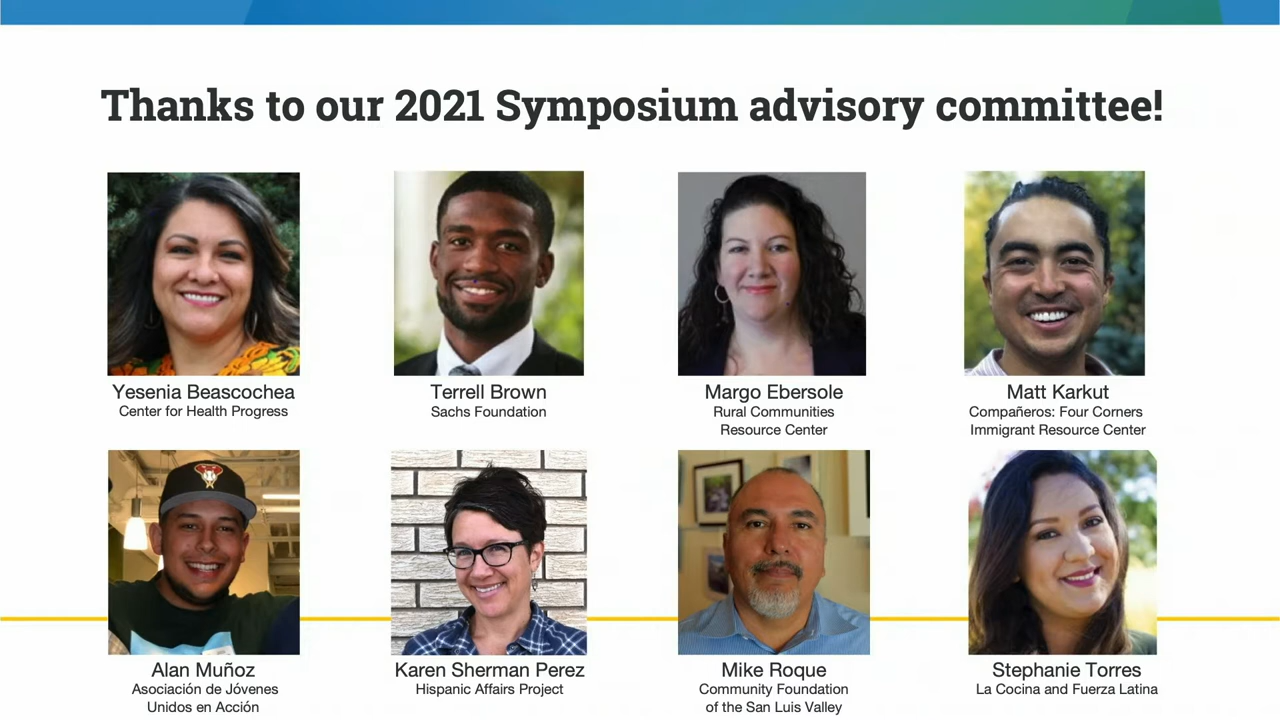 Thanks to our 2021 Symposium advisory committee!
Yesenia Beascochea
Center for Health Progress
Terrell Brown
Sachs Foundation
Margo Ebersole
Rural Communities
Resource Center
Matt Karkut
Compañeros: Four Corners
Immigrant Resource Center
Alan Muñoz
Asociación de Jóvenes
Unidos en Acción
Karen Sherman Perez
Hispanic Affairs Project
Mike Roque
Community Foundation
of the San Luis Valley
Stephanie Torres
La Cocina and Fuerza Latina